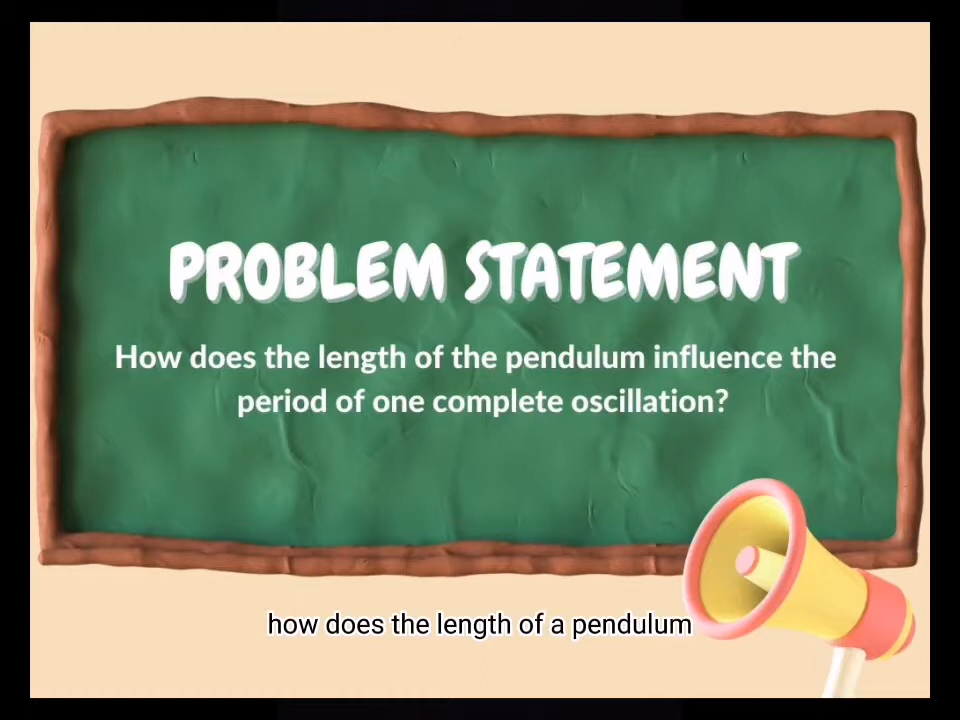 PROBLEM STATEMENT
How does the length of the pendulum influence the
period of one complete oscillation?
how does the length of a pendulum